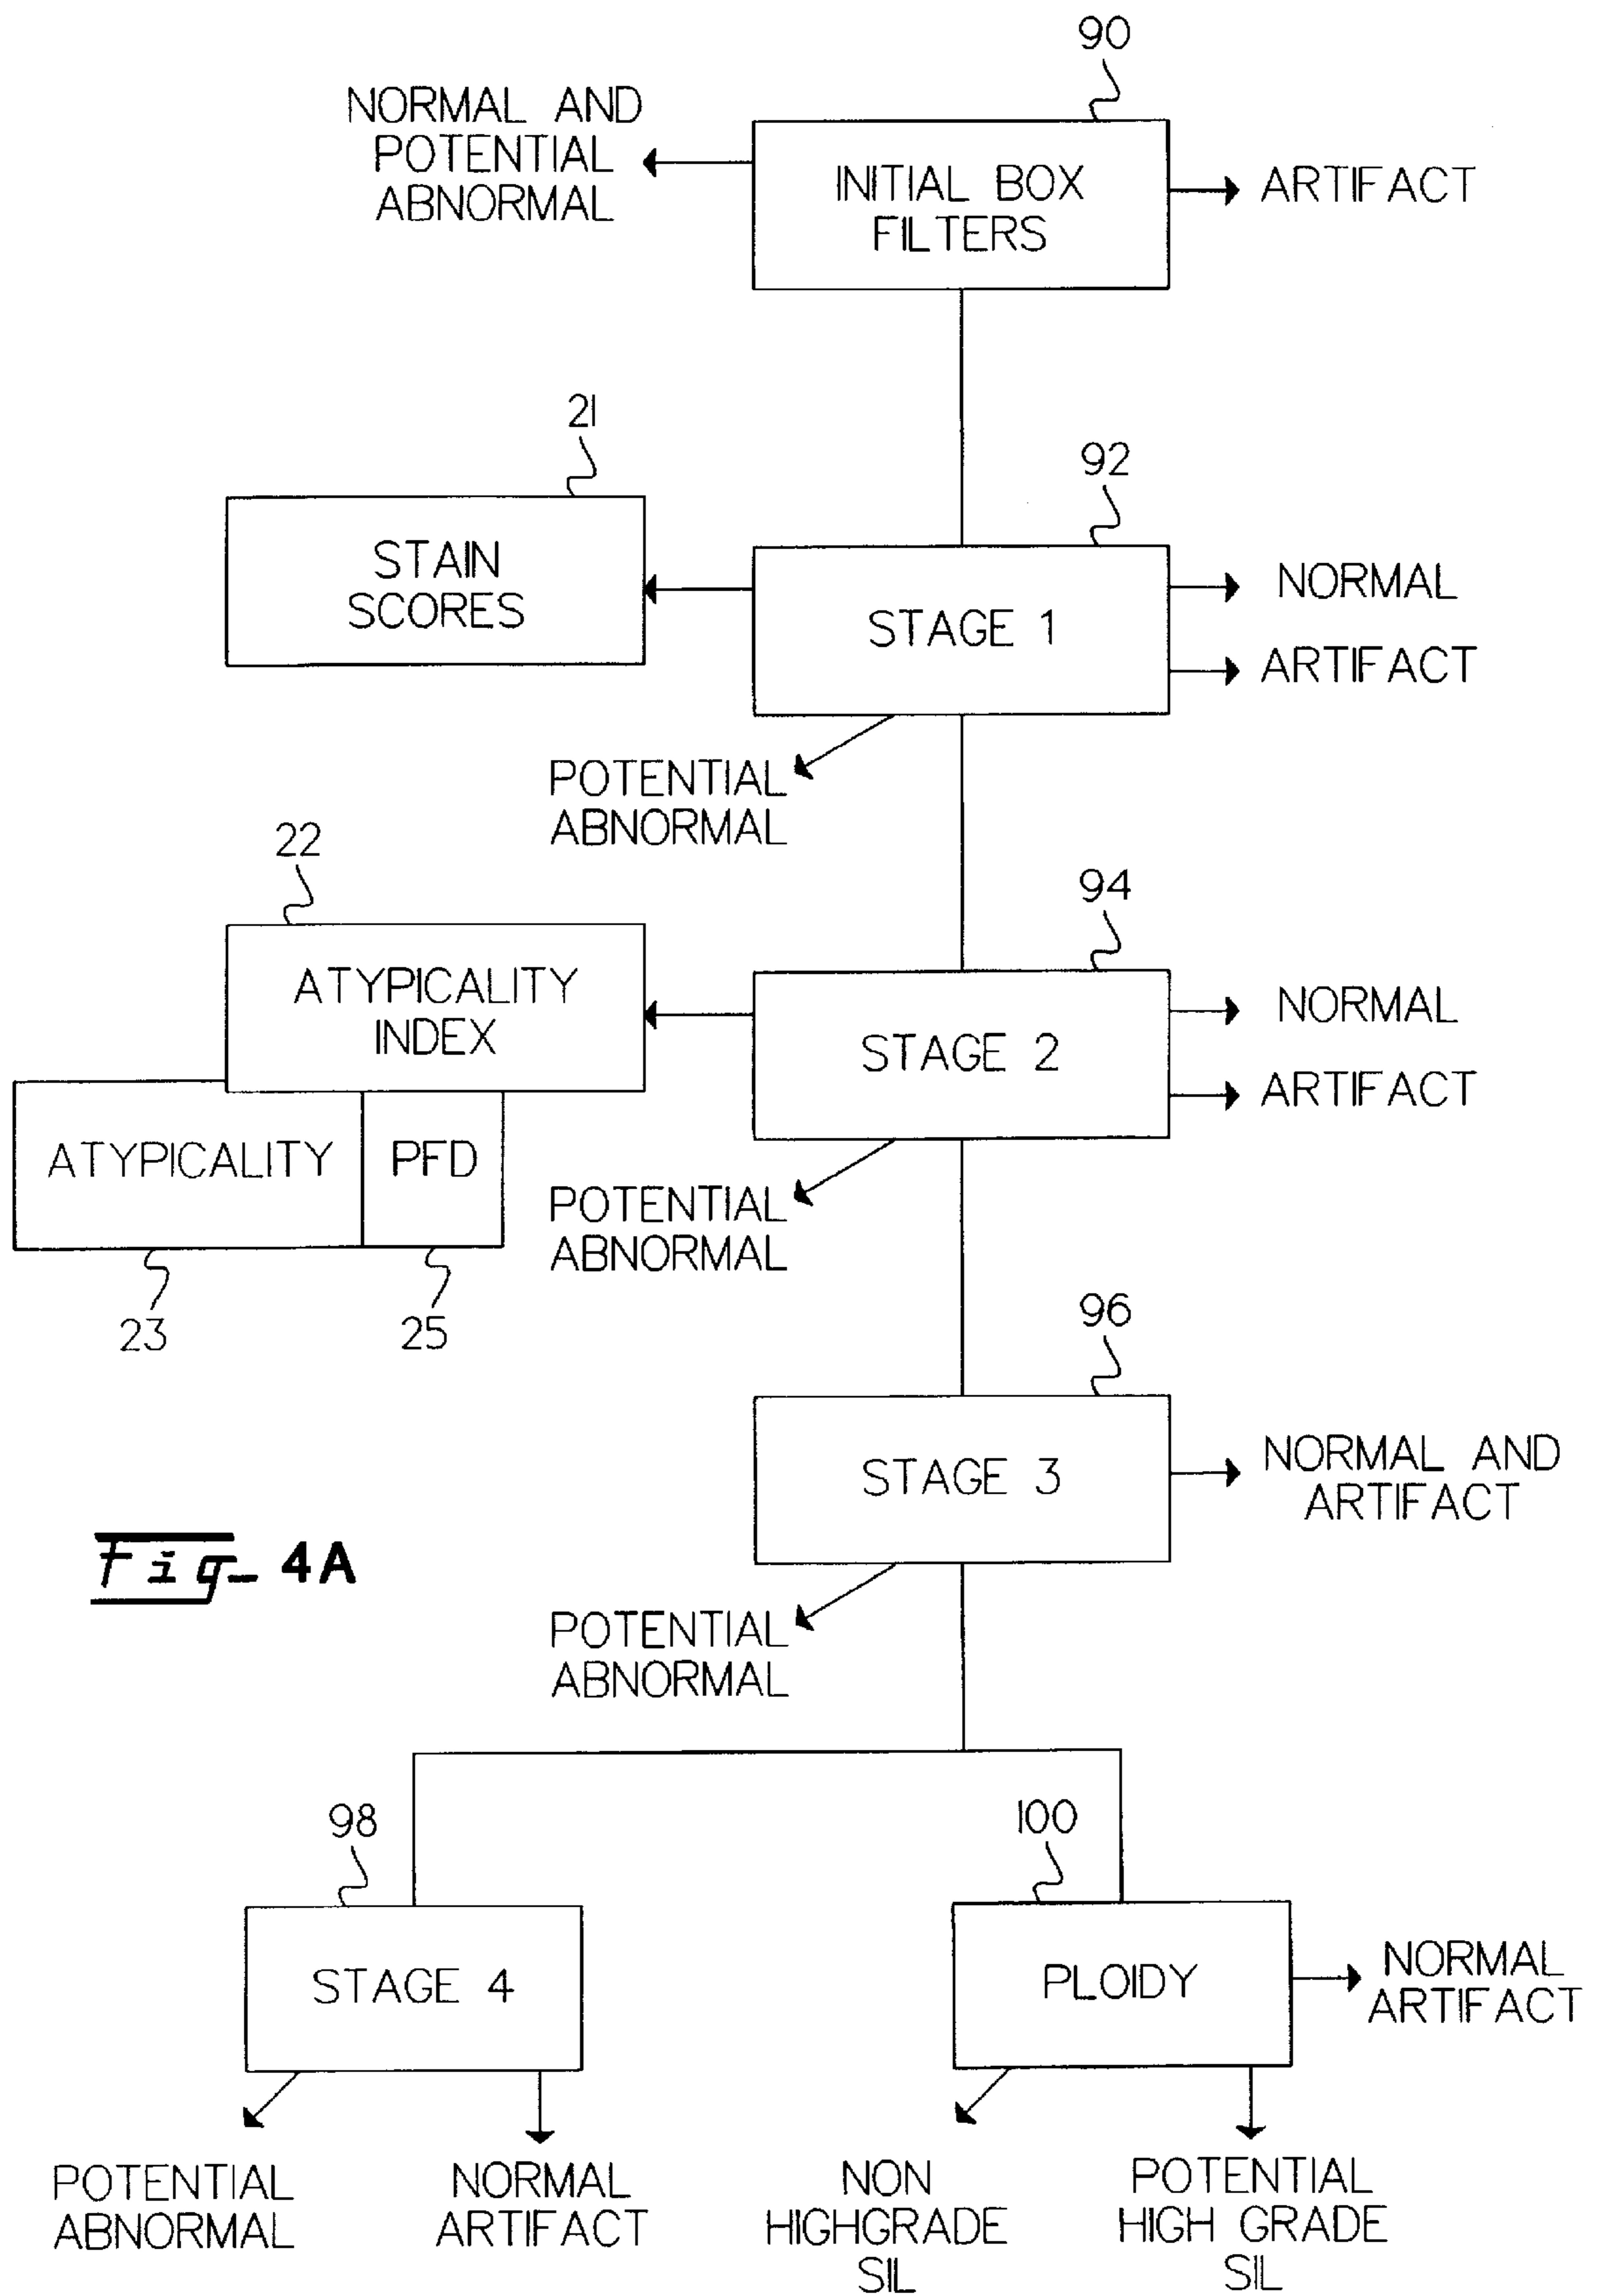 90
NORMAL AND
POTENTIAL
ABNORMAL
INITIAL BOX
FILTERS
ARTIFACT
21
STAIN
SCORES
92
STAGE 1
NORMAL
ARTIFACT
POTENTIAL
ABNORMAL
22
ATYPICALITY
INDEX
94
STAGE 2
NORMAL
ARTIFACT
ATYPICALITY
PFD
23
25
POTENTIAL
ABNORMAL
96
STAGE 3
NORMAL AND
ARTIFACT
Fig- 4A
POTENTIAL
ABNORMAL
98
STAGE 4
100
PLOIDY
NORMAL
ARTIFACT
POTENTIAL
ABNORMAL
NORMAL
ARTIFACT
NON
HIGHGRADE
SIL
POTENTIAL
HIGH GRADE
SIL